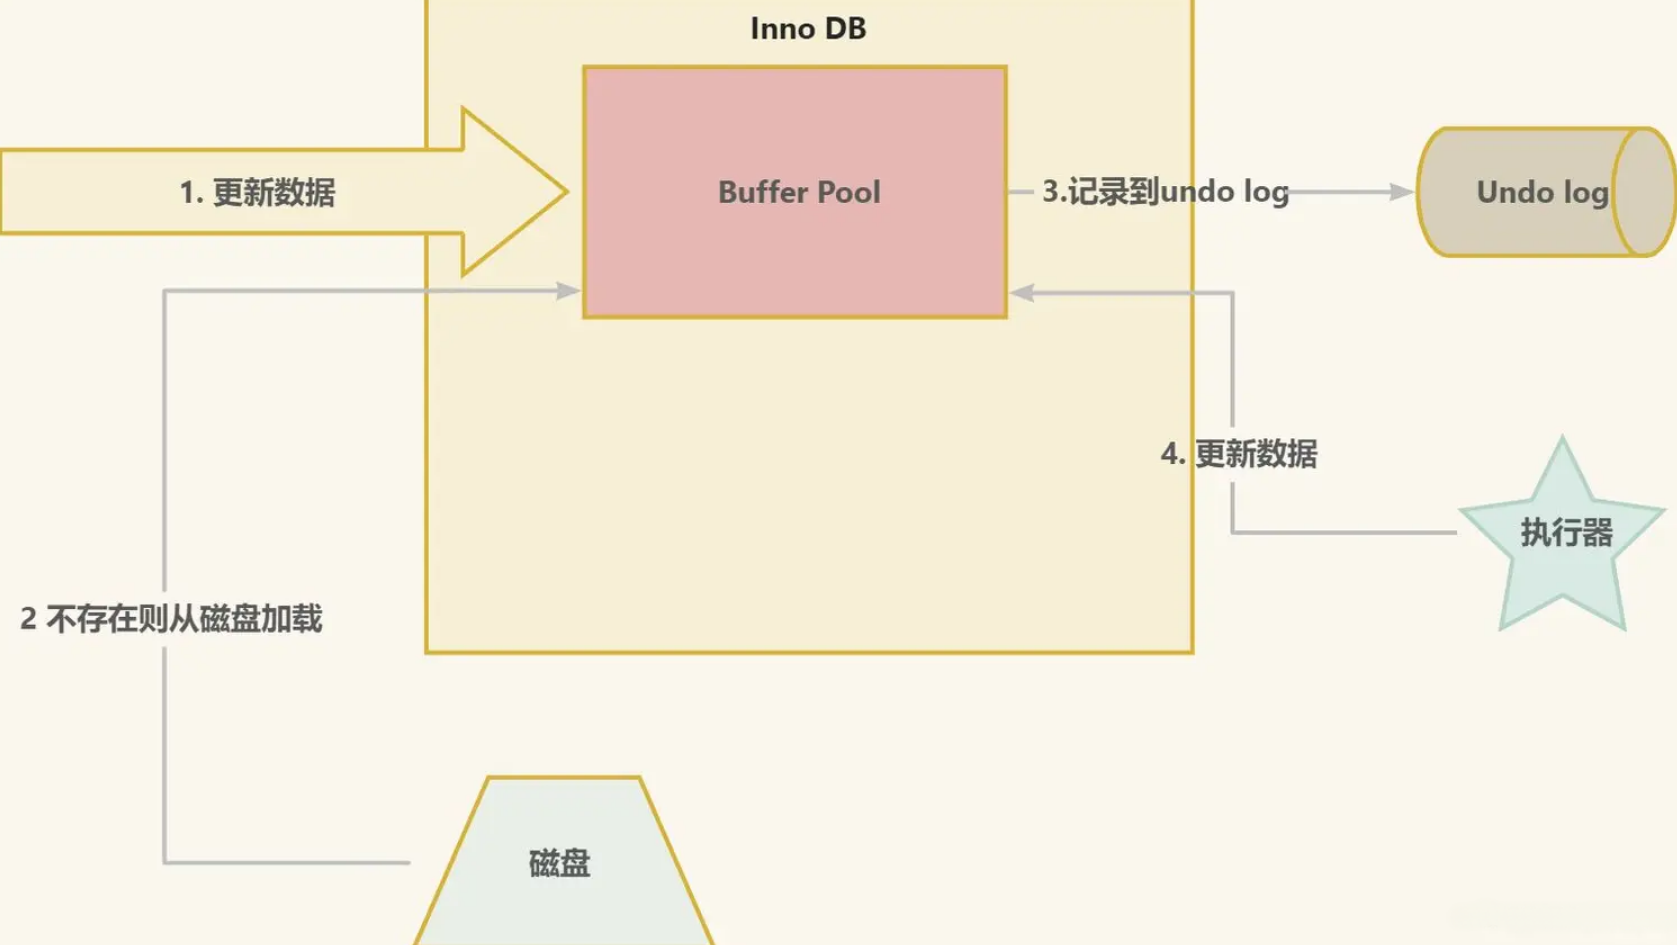 Inno DB
1. 更新数据
Buffer Pool
3.记录到undo log
Undo log
4. 更新数据
执行器
2 不存在则从磁盘加载
磁盘